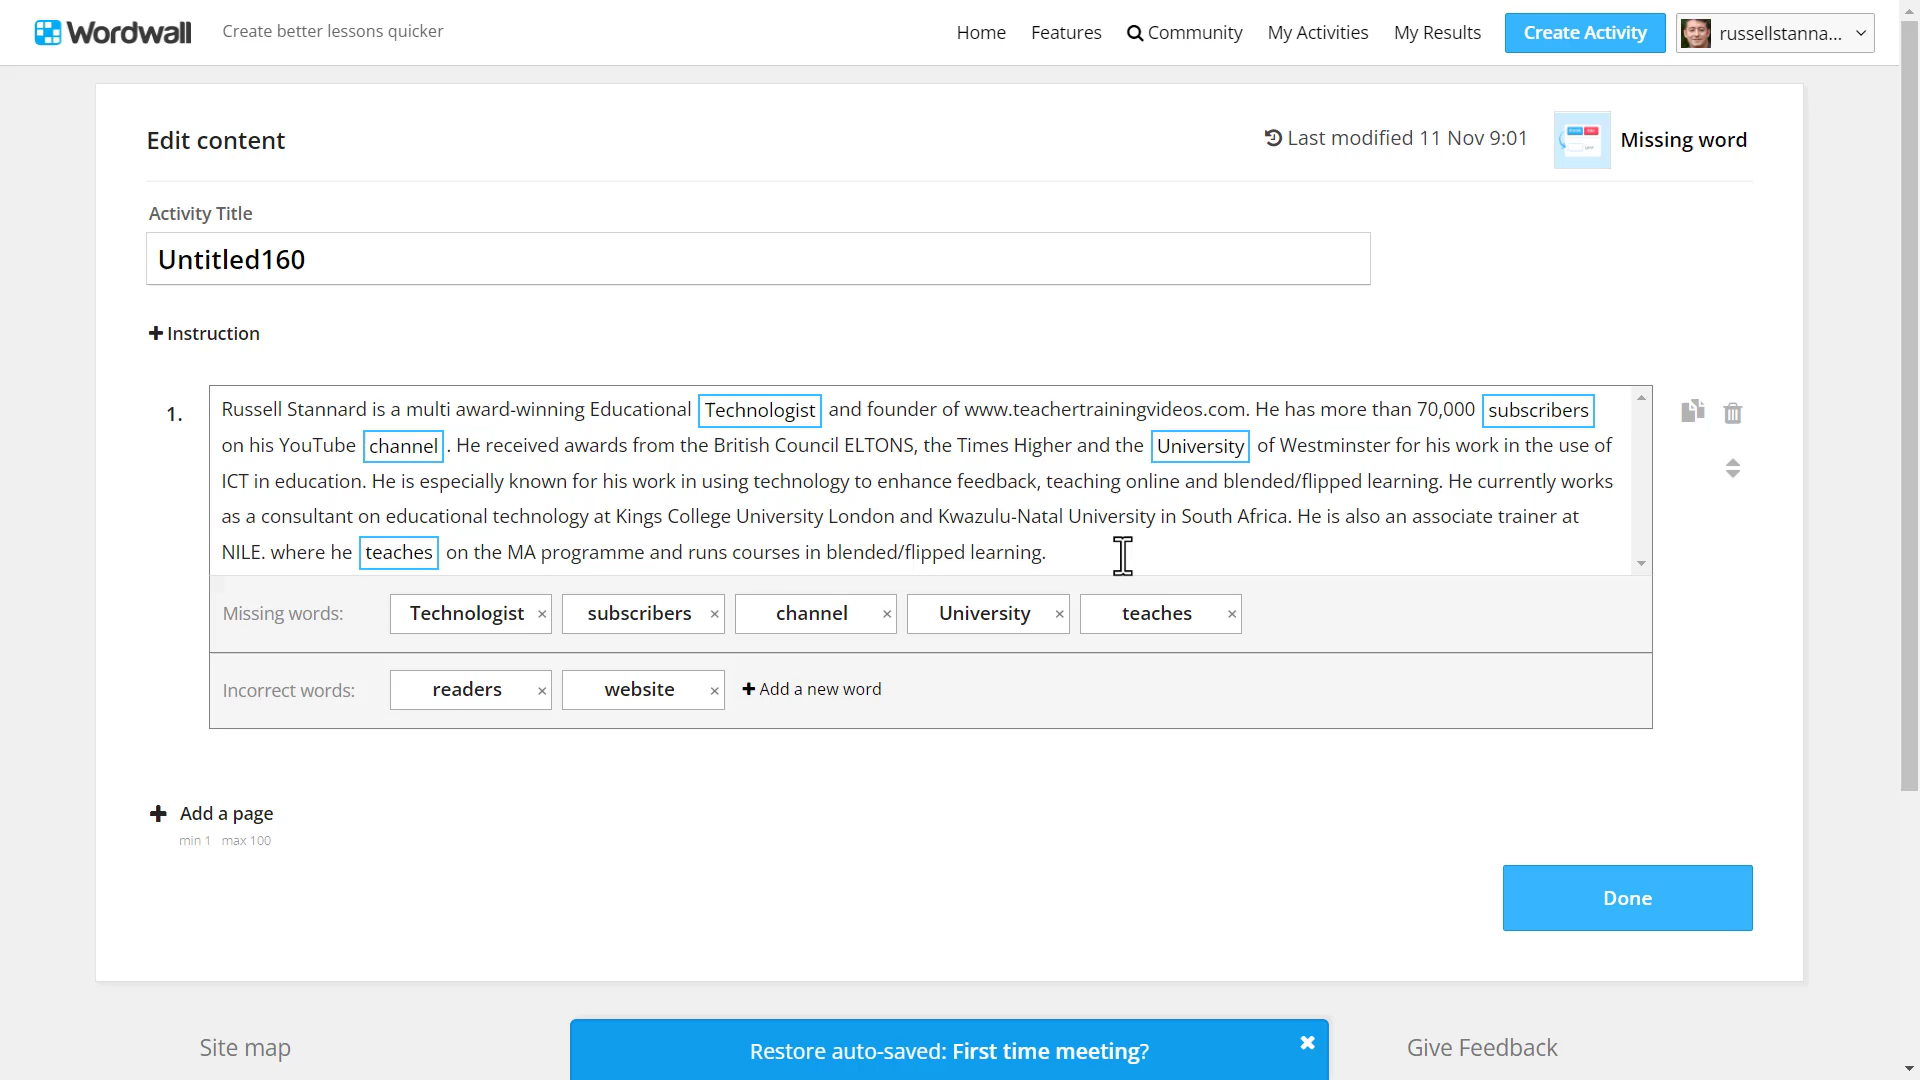 Wordwall Create better lessons quicker Home Features Community My Activities My Results Create Activity russellstanna...
Edit content Last modified 11 Nov 9:01 Missing word
Activity Title
Untitled160
Instruction
1. Russell Stannard is a multi award-winning Educational Technologist and founder of www.teachertrainingvideos.com. He has more than 70,000 subscribers
on his YouTube channel . He received awards from the British Council ELTONS, the Times Higher and the University of Westminster for his work in the use of
ICT in education. He is especially known for his work in using technology to enhance feedback, teaching online and blended/flipped learning. He currently works
as a consultant on educational technology at Kings College University London and Kwazulu-Natal University in South Africa. He is also an associate trainer at
NILE. where he teaches on the MA programme and runs courses in blended/flipped learning.
Missing words: Technologist × subscribers × channel × University × teaches ×
Incorrect words: readers × website × + Add a new word
+ Add a page
min 1 max 100
Done
Site map Restore auto-saved: First time meeting? × Give Feedback